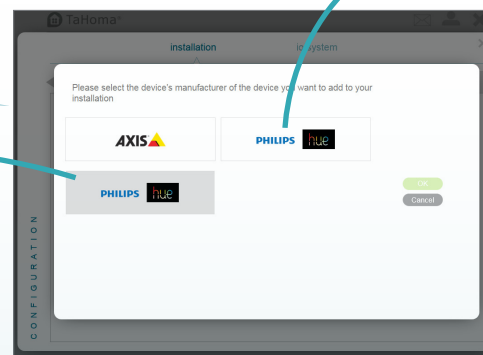 TaHoma®
installation
io system
Please select the device's manufacturer of the device you want to add to your
installation
AXIS
PHILIPS hue
PHILIPS hue
OK
Cancel
CONFIGURATION